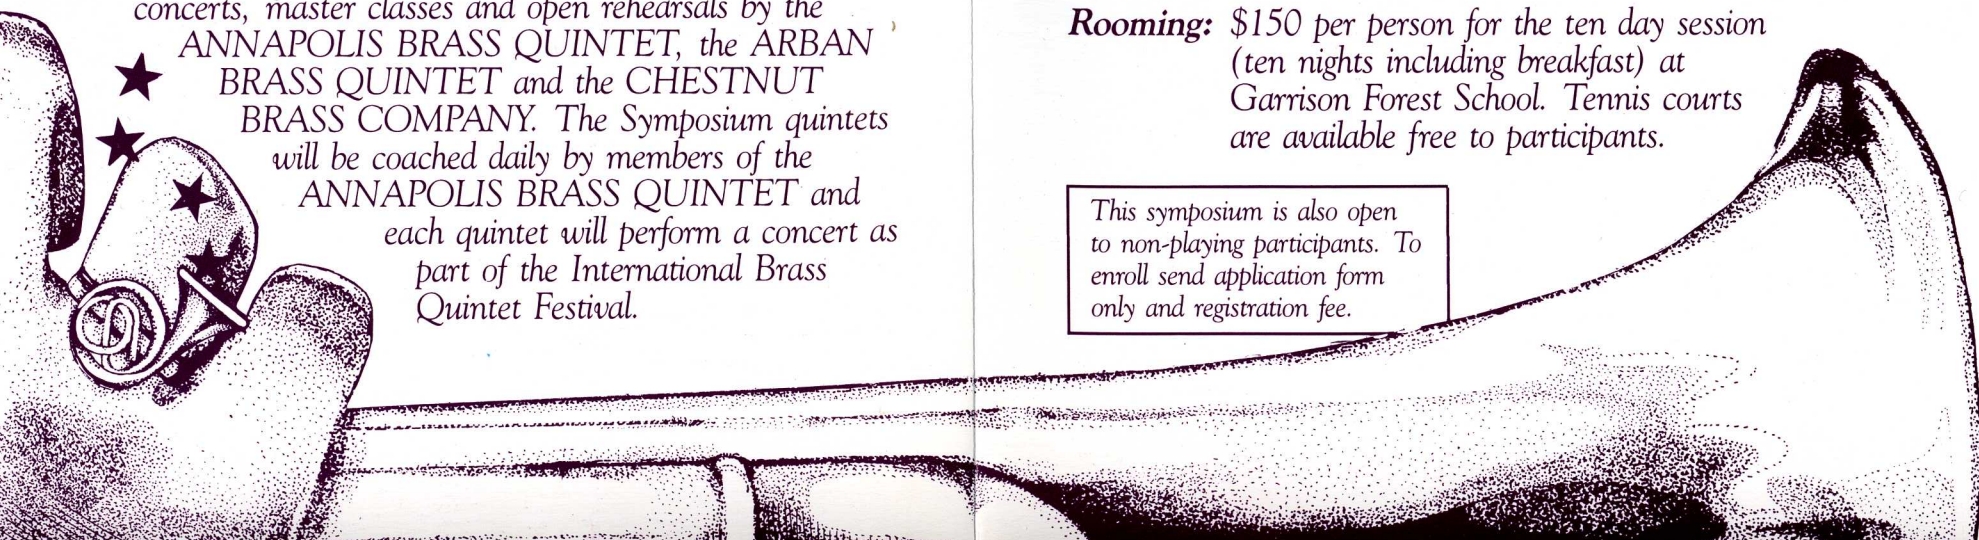 concerts, master classes and open rehearsals by the
ANNAPOLIS BRASS QUINTET, the ARBAN
BRASS QUINTET and the CHESTNUT
BRASS COMPANY. The Symposium quintets
will be coached daily by members of the
ANNAPOLIS BRASS QUINTET and
each quintet will perform a concert as
part of the International Brass
Quintet Festival.
Rooming: $150 per person for the ten day session
(ten nights including breakfast) at
Garrison Forest School. Tennis courts
are available free to participants.
This symposium is also open
to non-playing participants. To
enroll send application form
only and registration fee.